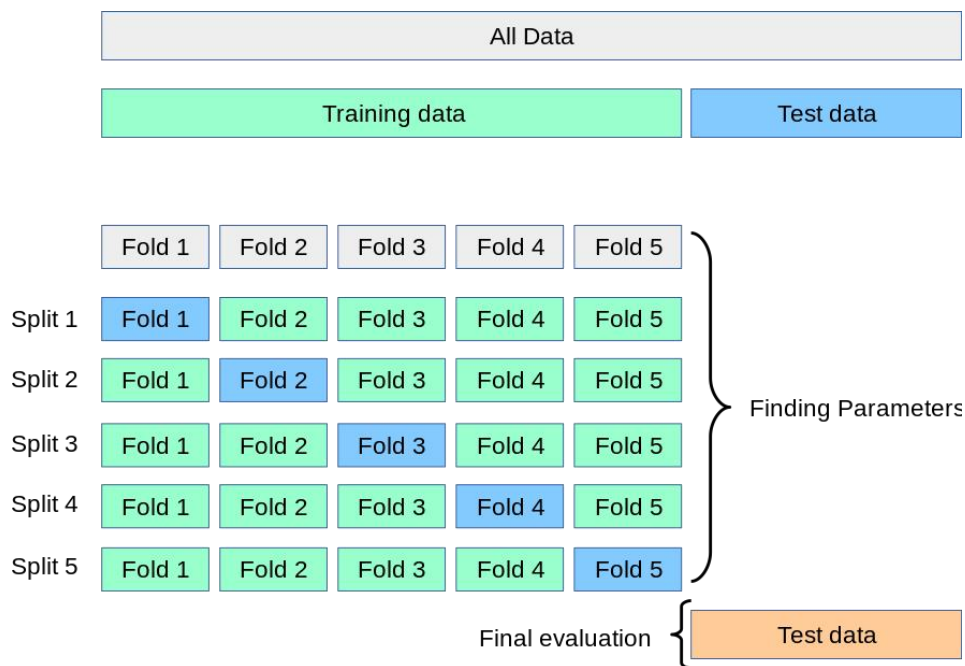 All Data
Training data Test data
Fold 1 Fold 2 Fold 3 Fold 4 Fold 5
Split 1 Fold 1 Fold 2 Fold 3 Fold 4 Fold 5
Split 2 Fold 1 Fold 2 Fold 3 Fold 4 Fold 5
Finding Parameters
Split 3 Fold 1 Fold 2 Fold 3 Fold 4 Fold 5
Split 4 Fold 1 Fold 2 Fold 3 Fold 4 Fold 5
Split 5 Fold 1 Fold 2 Fold 3 Fold 4 Fold 5
Final evaluation Test data